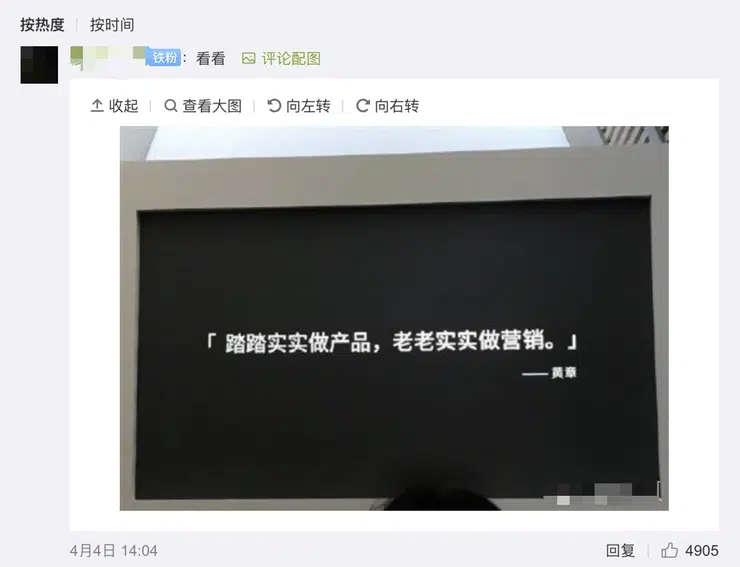 按热度 | 按时间
铁粉: 看看 评论配图
收起 | 查看大图 | 向左转 | 向右转
「踏踏实实做产品，老老实实做营销。」
—— 黄章
4月4日 14:04
回复 | 4905